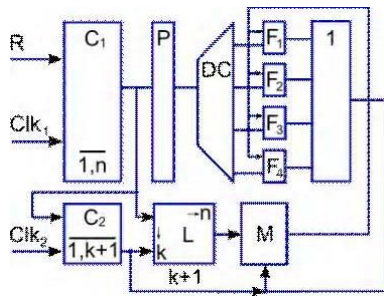 R
C₁
P
DC
F₁
1
F₂
Clk₁
F₃
1,n
F₄
Clk₂
C₂
1,k+1
→n
L
↓
k
M
k+1